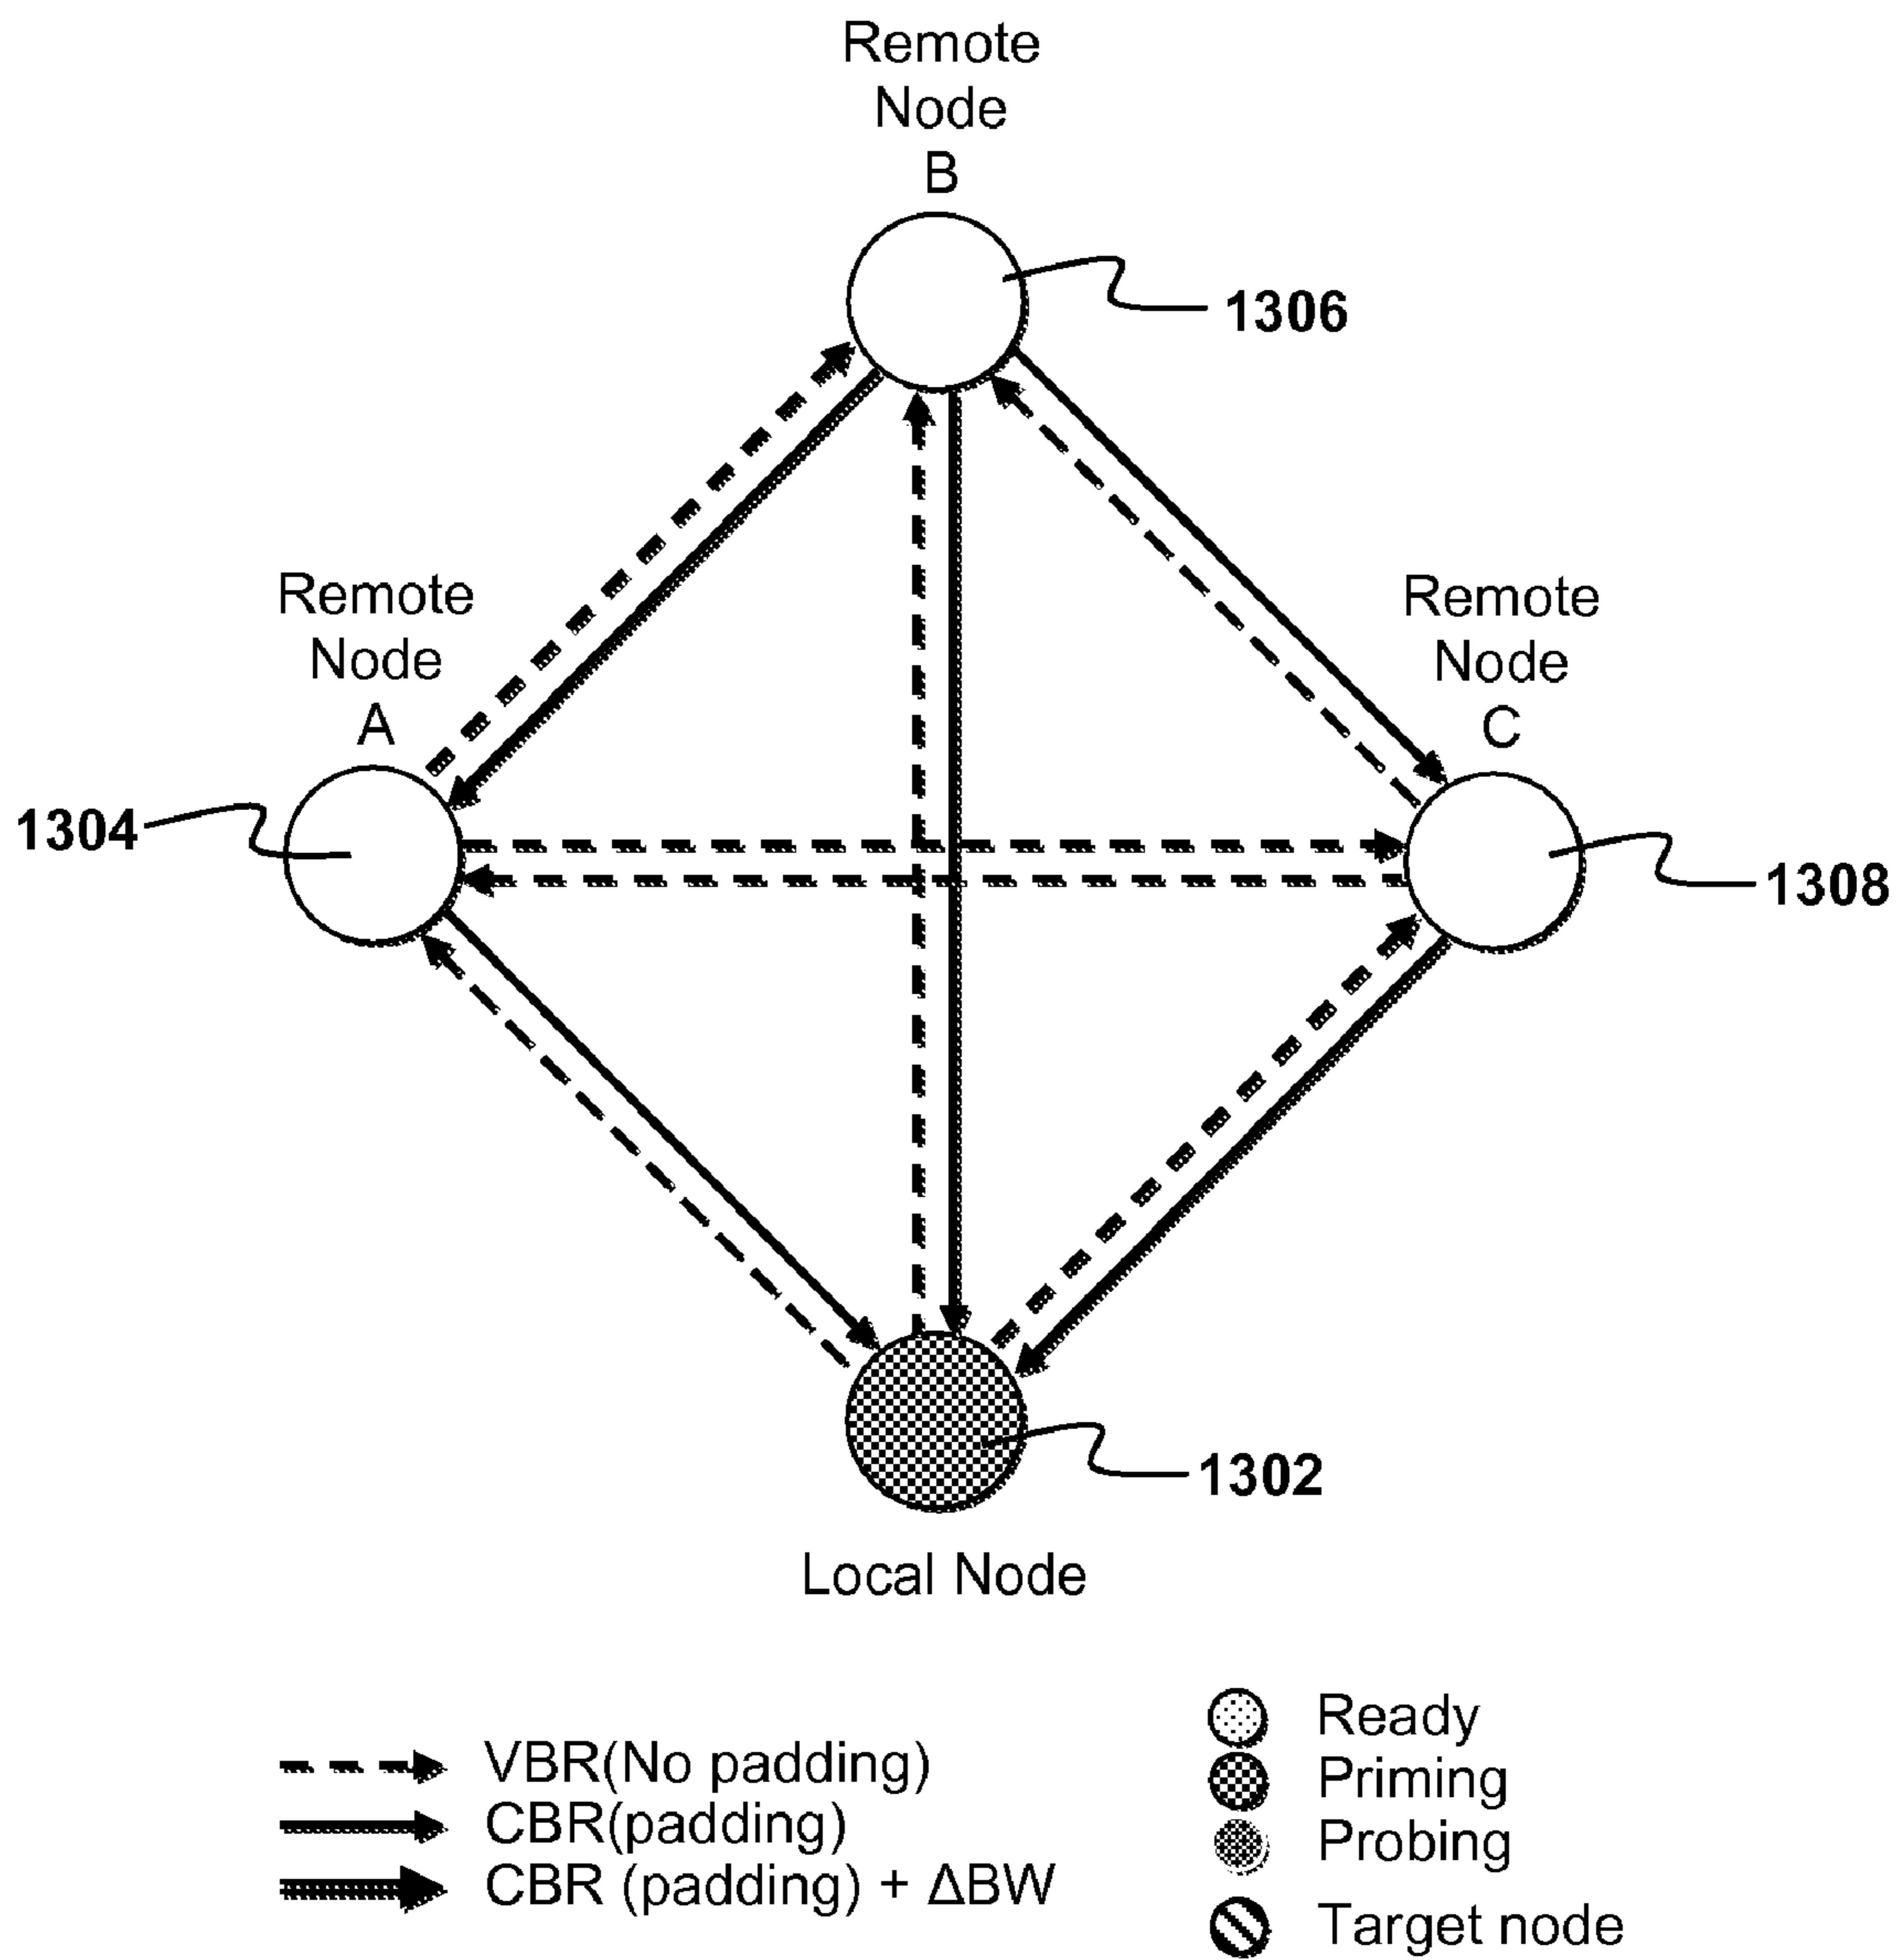 Remote
Node
B
1306
Remote
Node
A
Remote
Node
C
1304
1308
1302
Local Node
VBR(No padding)
CBR(padding)
CBR (padding) + ΔBW
Ready
Priming
Probing
Target node